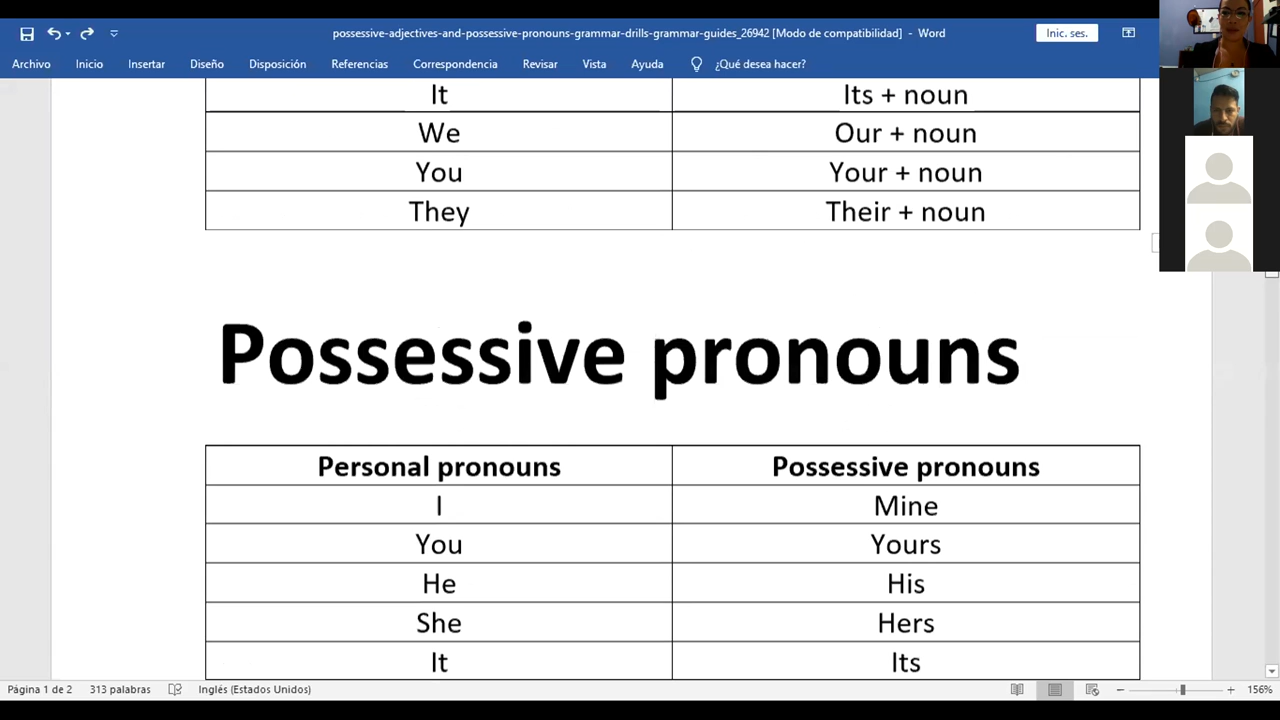 possessive-adjectives-and-possessive-pronouns-grammar-drills-grammar-guides_26942 [Modo de compatibilidad] - Word
Inic. ses.
Archivo Inicio Insertar Diseño Disposición Referencias Correspondencia Revisar Vista Ayuda ¿Qué desea hacer?
It Its + noun
We Our + noun
You Your + noun
They Their + noun
Possessive pronouns
Personal pronouns Possessive pronouns
I Mine
You Yours
He His
She Hers
It Its
Página 1 de 2 313 palabras Inglés (Estados Unidos) 156%